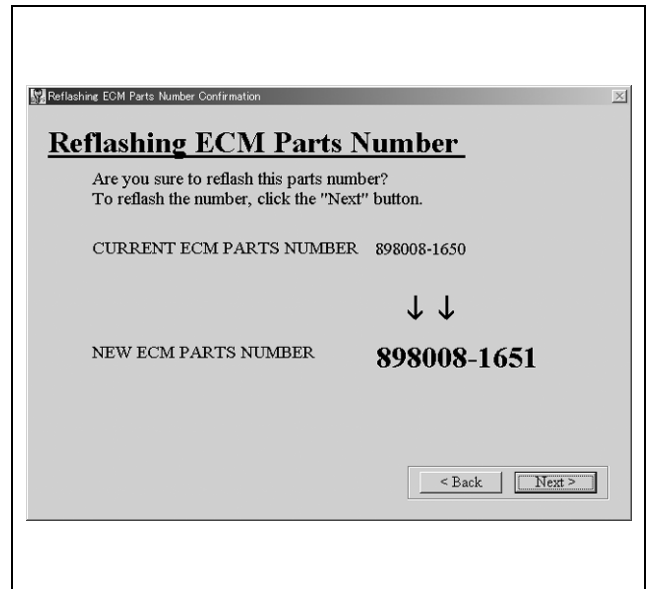 Reflashing ECM Parts Number Confirmation
Reflashing ECM Parts Number
Are you sure to reflash this parts number?
To reflash the number, click the "Next" button.
CURRENT ECM PARTS NUMBER 898008-1650
↓ ↓
NEW ECM PARTS NUMBER 898008-1651
< Back Next >